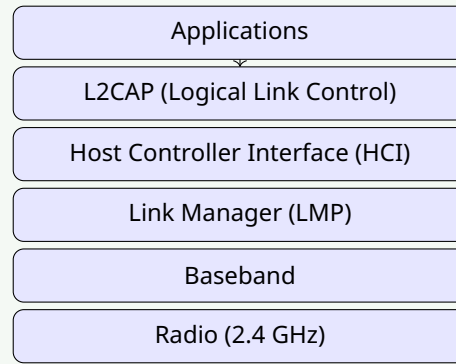 Applications
L2CAP (Logical Link Control)
Host Controller Interface (HCI)
Link Manager (LMP)
Baseband
Radio (2.4 GHz)